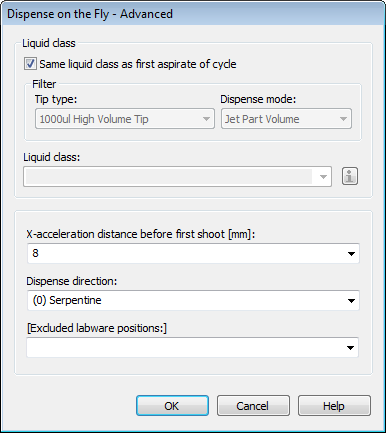 Dispense on the Fly - Advanced
Liquid class
Same liquid class as first aspirate of cycle
Filter
Tip type: Dispense mode:
1000ul High Volume Tip Jet Part Volume
Liquid class:
X-acceleration distance before first shoot [mm]:
8
Dispense direction:
(0) Serpentine
[Excluded labware positions:]
OK Cancel Help